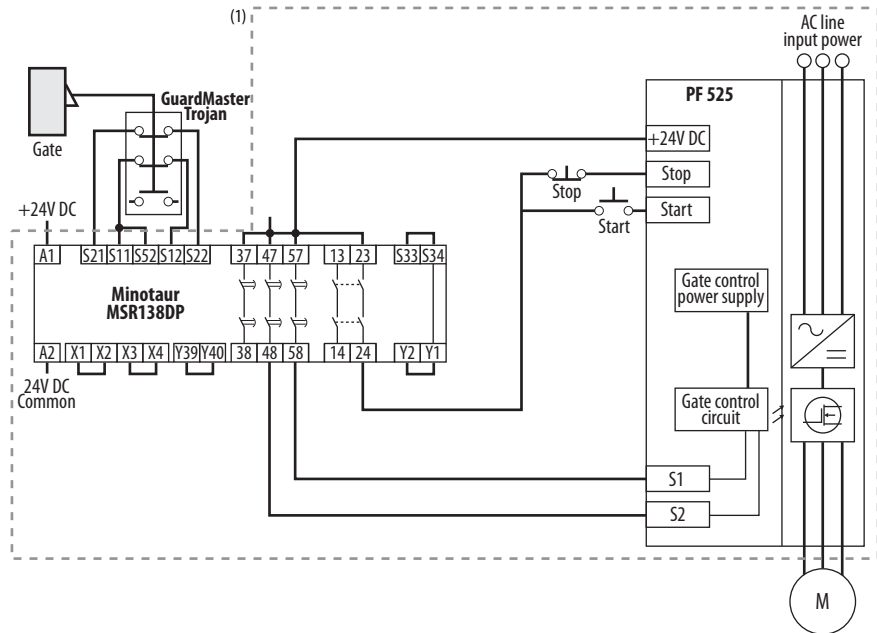 (1)
AC line
input power
GuardMaster
Trojan
PF 525
Gate
+24V DC
Stop
Stop
Start
Start
+24V DC
A1 S21 S11 S52 S12 S22 37 47 57 13 23 S33 S34
Minotaur
MSR138DP
Gate control
power supply
A2 X1 X2 X3 X4 Y39 Y40 38 48 58 14 24 Y2 Y1
24V DC
Common
Gate control
circuit
S1
S2
M